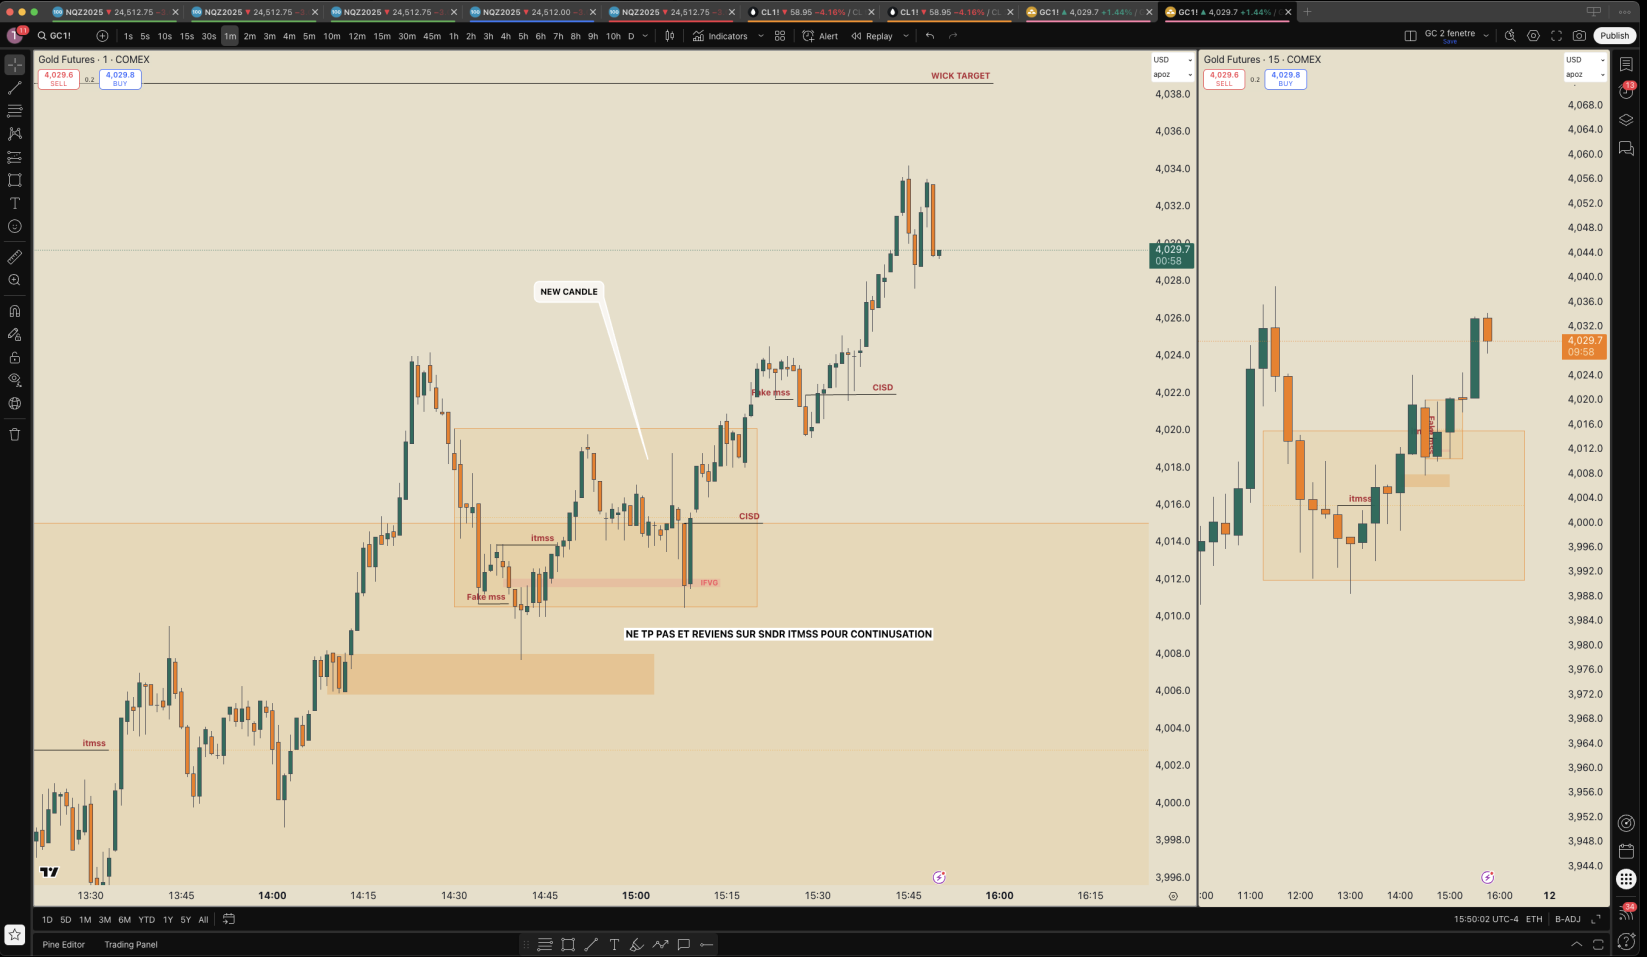 NQZ2025 ▼ 24,512.75 −3
NQZ2025 ▼ 24,512.75 −3
NQZ2025 ▼ 24,512.75 −3
NQZ2025 ▼ 24,512.00 −3
NQZ2025 ▼ 24,512.75 −3
CL1! ▼ 58.95 −4.16% / CL
CL1! ▼ 58.95 −4.16% / CL
GC1! ▲ 4,029.7 +1.44% /
GC1! ▲ 4,029.7 +1.44% /
11
GC1!
1s 5s 10s 15s 30s 1m 2m 3m 4m 5m 10m 12m 15m 30m 45m 1h 2h 3h 4h 5h 6h 7h 8h 9h 10h D
Indicators
Alert
Replay
GC 2 fenetre
Save
Publish
Gold Futures · 1 · COMEX
4,029.6
SELL
0.2
4,029.8
BUY
WICK TARGET
USD
apoz
4,038.0
4,036.0
4,034.0
4,032.0
4,030.0
4,029.7
00:58
4,028.0
4,026.0
4,024.0
4,022.0
4,020.0
4,018.0
4,016.0
4,014.0
4,012.0
4,010.0
4,008.0
4,006.0
4,004.0
4,002.0
4,000.0
3,998.0
3,996.0
NEW CANDLE
Fake mss
CISD
CISD
itmss
IFVG
Fake mss
NE TP PAS ET REVIENS SUR SNDR ITMSS POUR CONTINUSATION
itmss
13:30 13:45 14:00 14:15 14:30 14:45 15:00 15:15 15:30 15:45 16:00 16:15
Gold Futures · 15 · COMEX
4,029.6
SELL
0.2
4,029.8
BUY
USD
apoz
4,068.0
4,064.0
4,060.0
4,056.0
4,052.0
4,048.0
4,044.0
4,040.0
4,036.0
4,032.0
4,029.7
09:58
4,024.0
4,020.0
4,016.0
4,012.0
4,008.0
4,004.0
4,000.0
3,996.0
3,992.0
3,988.0
3,984.0
3,980.0
3,976.0
3,972.0
3,968.0
3,964.0
3,960.0
3,956.0
3,952.0
3,948.0
3,944.0
Fake mss
itmss
:00 11:00 12:00 13:00 14:00 15:00 16:00 12
13
34
1D 5D 1M 3M 6M YTD 1Y 5Y All
15:50:02 UTC-4 ETH B-ADJ
Pine Editor
Trading Panel